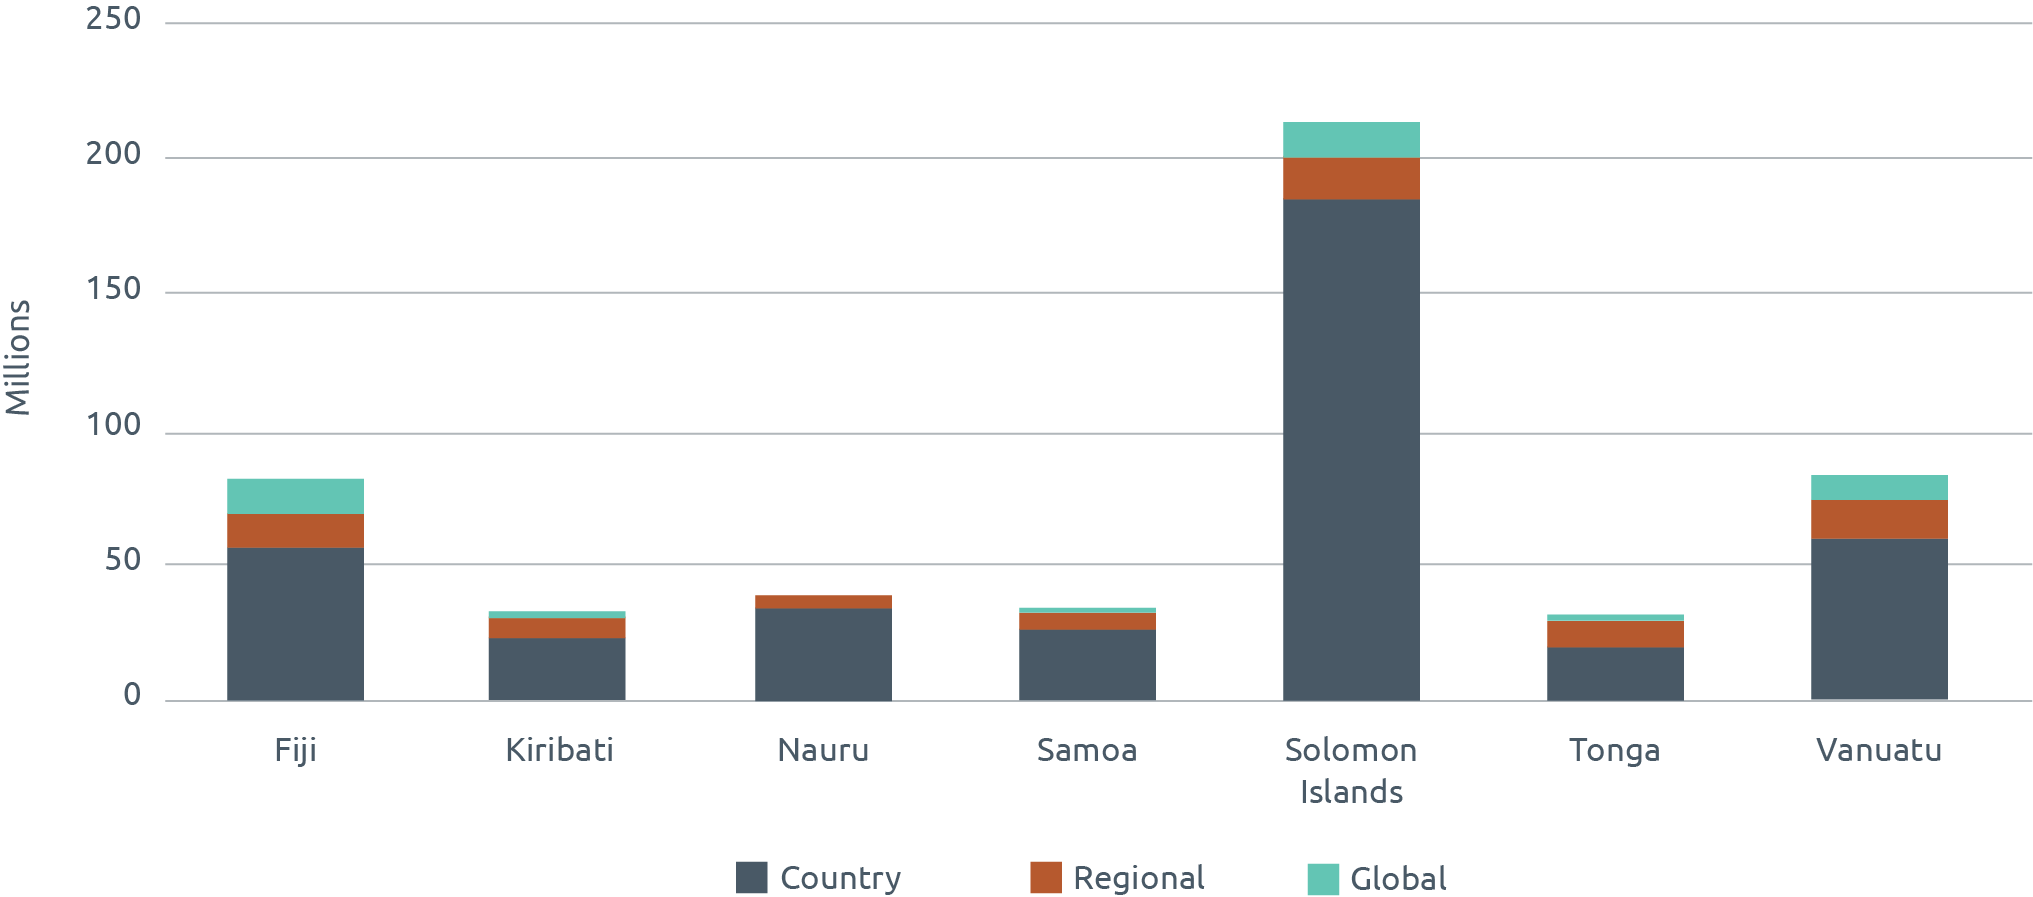 250
200
150
100
50
0
Millions
Fiji
Kiribati
Nauru
Samoa
Solomon
Islands
Tonga
Vanuatu
Country
Regional
Global